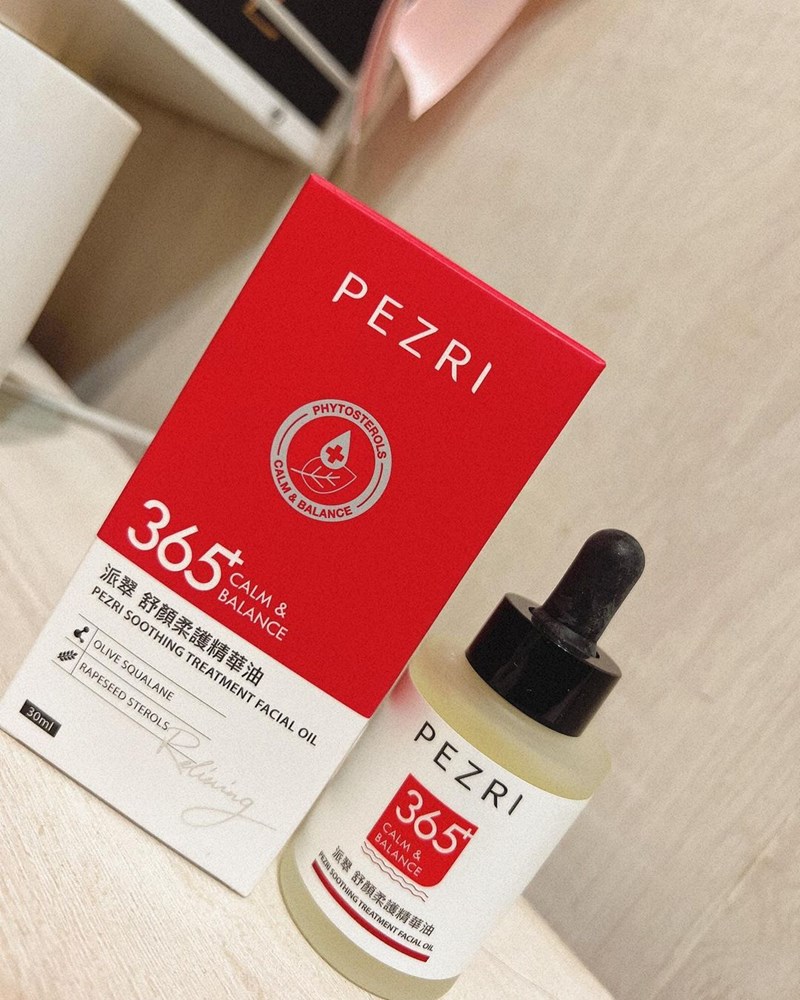 PEZRI
PHYTOSTEROLS
CALM & BALANCE
365+
CALM &
BALANCE
派翠 舒顏柔護精華油
PEZRI SOOTHING TREATMENT FACIAL OIL
OLIVE SQUALANE
RAPESEED STEROLS
30ml
PEZRI
365+
CALM &
BALANCE
派翠 舒顏柔護精華油
PEZRI SOOTHING TREATMENT FACIAL OIL